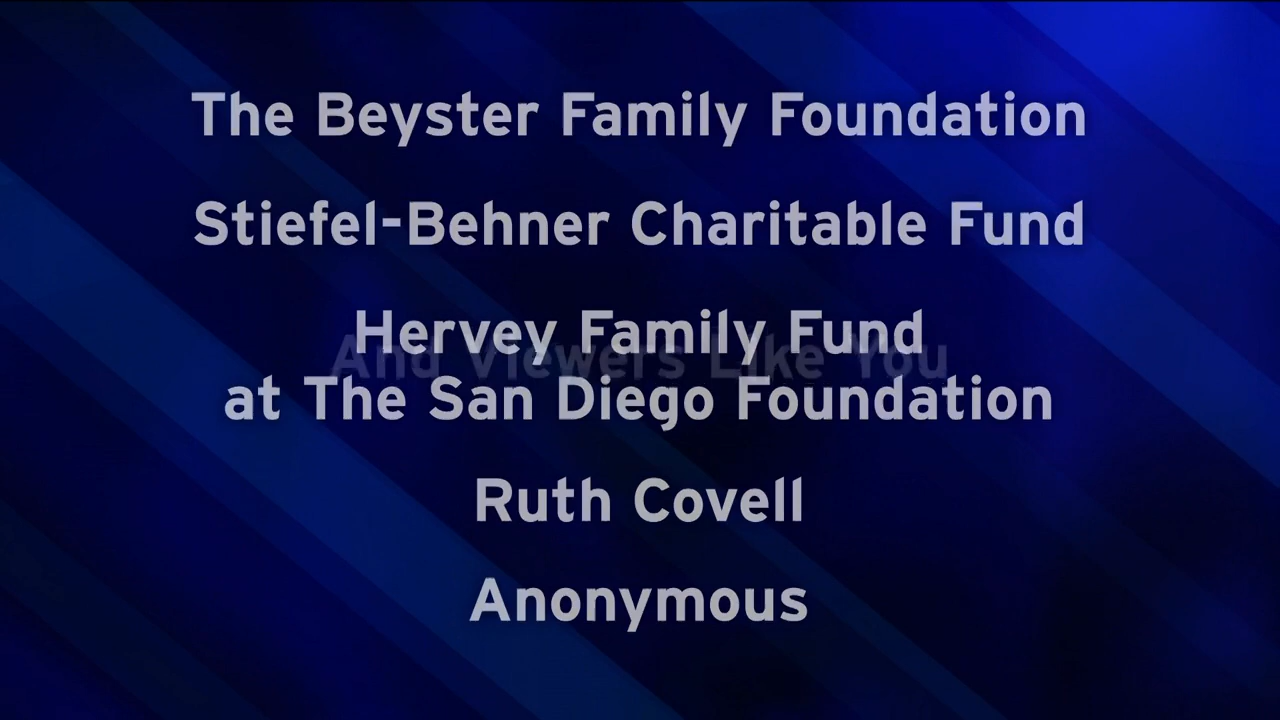 The Beyster Family Foundation
Stiefel-Behner Charitable Fund
Hervey Family Fund
And Viewers Like You
at The San Diego Foundation
Ruth Covell
Anonymous